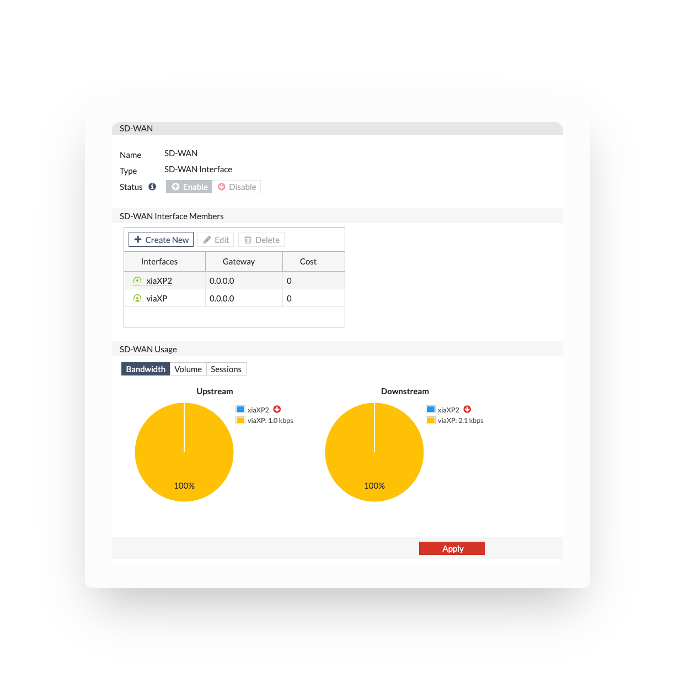 SD-WAN
Name SD-WAN
Type SD-WAN Interface
Status Enable Disable
SD-WAN Interface Members
Create New Edit Delete
Interfaces Gateway Cost
xiaXP2 0.0.0.0 0
viaXP 0.0.0.0 0
SD-WAN Usage
Bandwidth Volume Sessions
Upstream Downstream
xiaXP2 xiaXP2
viaXP: 1.0 kbps viaXP: 2.1 kbps
100% 100%
Apply